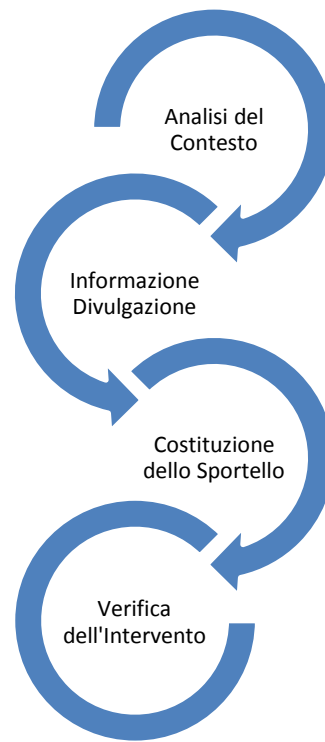 Analisi del
Contesto
Informazione
Divulgazione
Costituzione
dello Sportello
Verifica
dell'Intervento